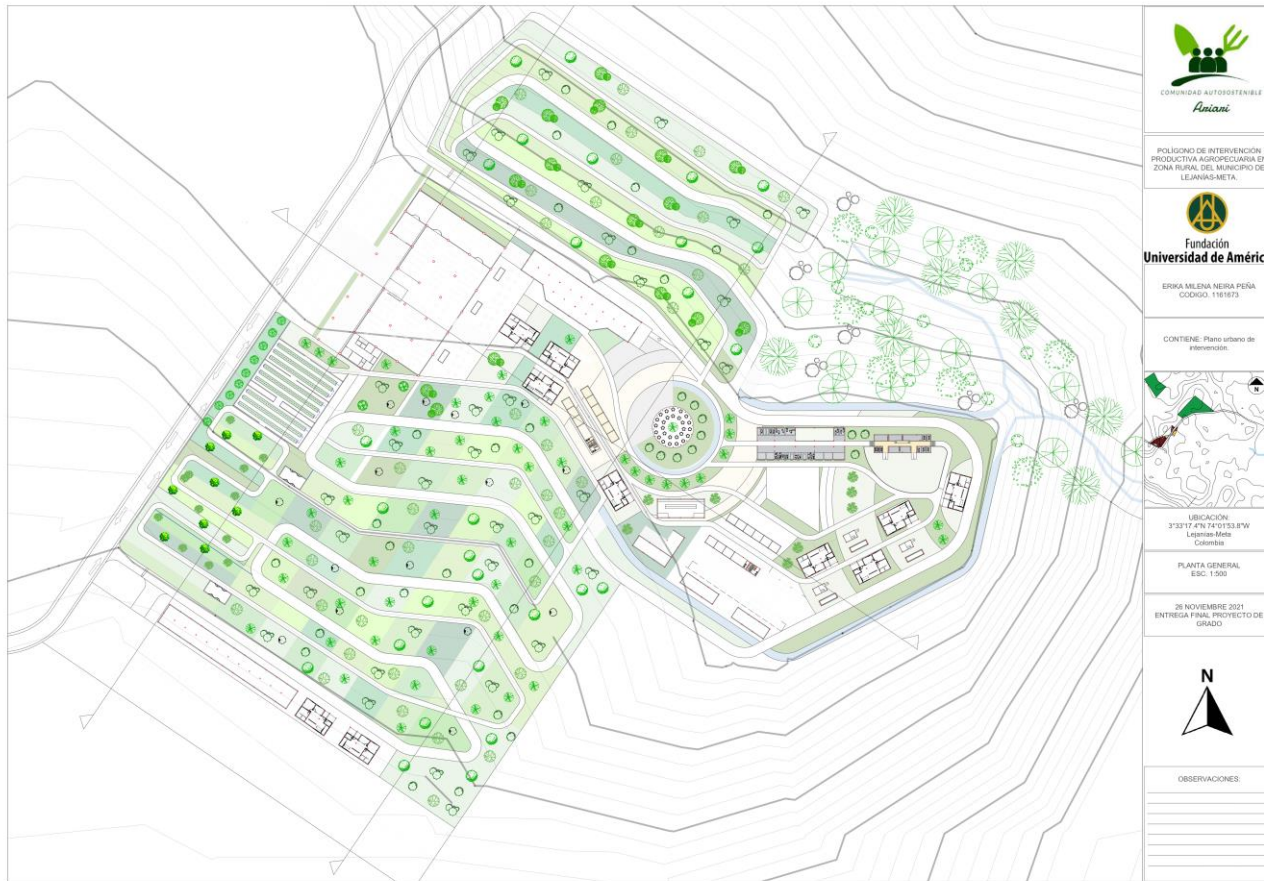 COMUNIDAD AUTOSOSTENIBLE
Ariari
POLÍGONO DE INTERVENCIÓN
PRODUCTIVA AGROPECUARIA EN
ZONA RURAL DEL MUNICIPIO DE
LEJANÍAS-META.
Fundación
Universidad de Améric
ERIKA MILENA NEIRA PEÑA
CODIGO. 1161673
CONTIENE: Plano urbano de
intervención.
N
UBICACIÓN:
3°33'17.4"N 74°01'53.8"W
Lejanías-Meta
Colombia
PLANTA GENERAL
ESC. 1:500
26 NOVIEMBRE 2021
ENTREGA FINAL PROYECTO DE
GRADO
N
OBSERVACIONES: